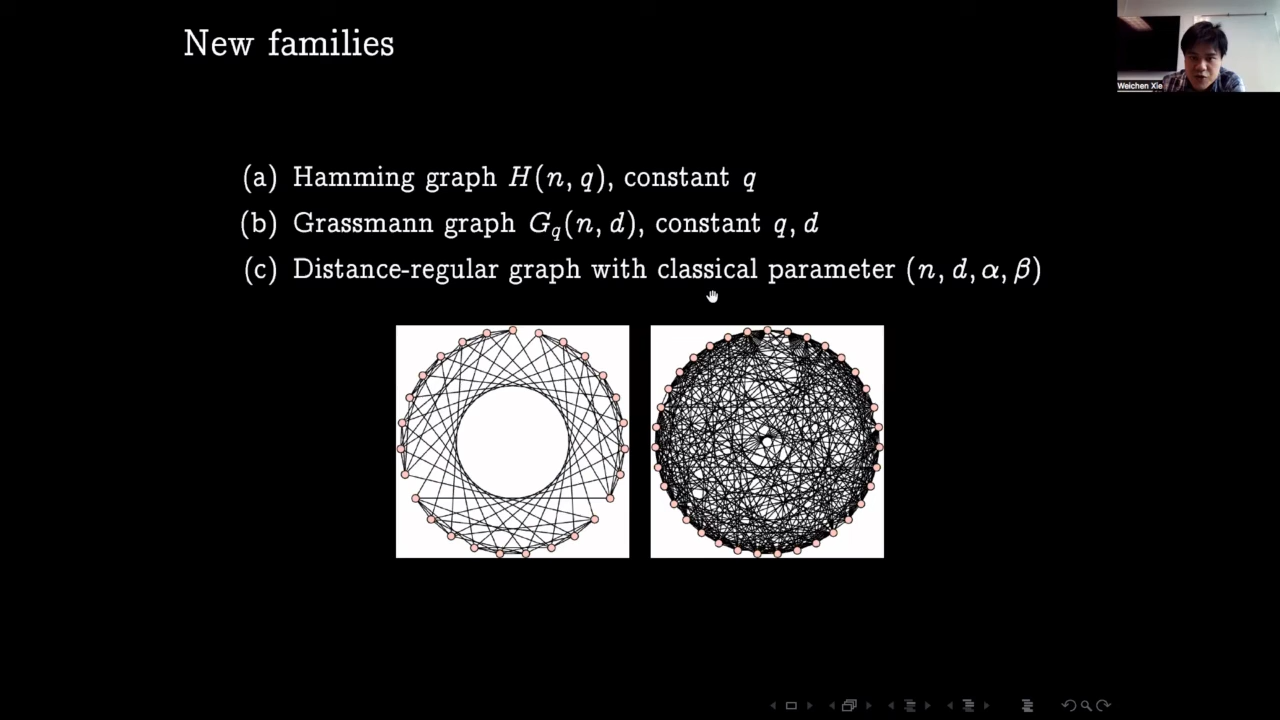 New families
Weichen Xie
(a) Hamming graph H(n, q), constant q
(b) Grassmann graph G_q(n, d), constant q, d
(c) Distance-regular graph with classical parameter (n, d, α, β)